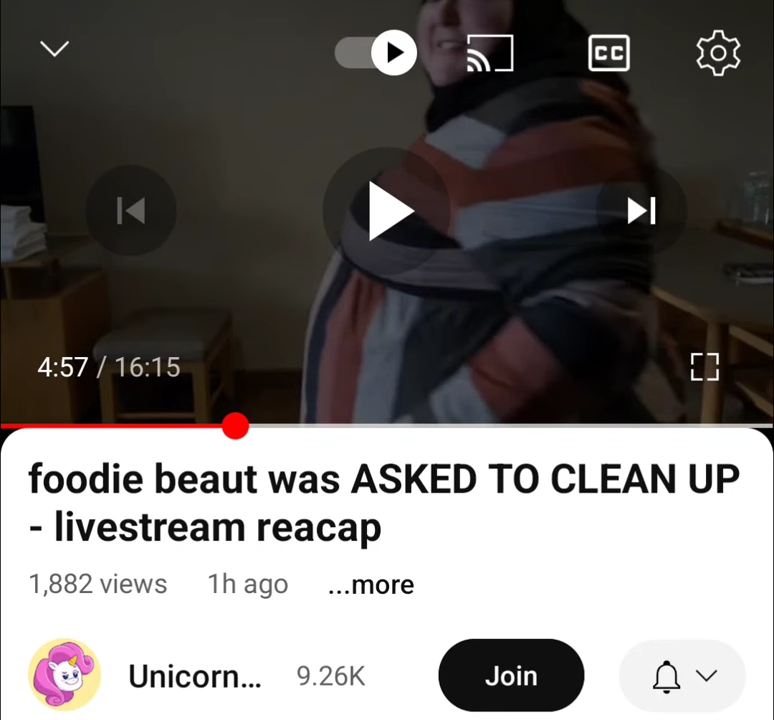 CC
4:57 / 16:15
foodie beaut was ASKED TO CLEAN UP
- livestream reacap
1,882 views 1h ago ...more
Unicorn... 9.26K Join